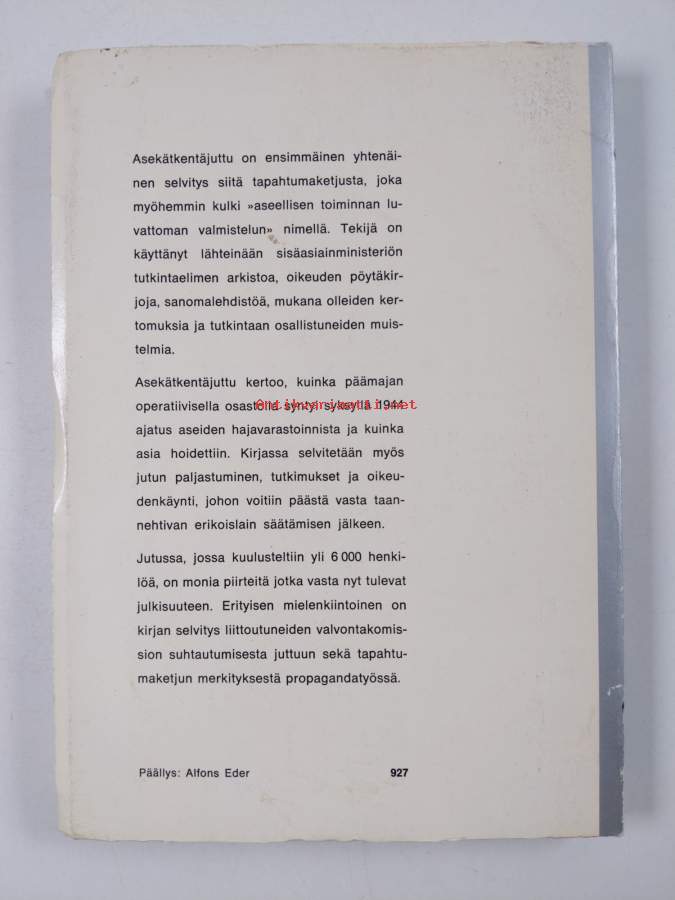 Asekätkentäjuttu on ensimmäinen yhtenäi-
nen selvitys siitä tapahtumaketjusta, joka
myöhemmin kulki »aseellisen toiminnan lu-
vattoman valmistelun» nimellä. Tekijä on
käyttänyt lähteinään sisäasiainministeriön
tutkintaelimen arkistoa, oikeuden pöytäkir-
joja, sanomalehdistöä, mukana olleiden ker-
tomuksia ja tutkintaan osallistuneiden muis-
telmia.
Asekätkentäjuttu kertoo, kuinka päämajan
operatiivisella osastolla syntyi syksyllä 1944
ajatus aseiden hajavarastoinnista ja kuinka
asia hoidettiin. Kirjassa selvitetään myös
jutun paljastuminen, tutkimukset ja oikeu-
denkäynti, johon voitiin päästä vasta taan-
nehtivan erikoislain säätämisen jälkeen.
Jutussa, jossa kuulusteltiin yli 6 000 henki-
löä, on monia piirteitä jotka vasta nyt tulevat
julkisuuteen. Erityisen mielenkiintoinen on
kirjan selvitys liittoutuneiden valvontakomis-
sion suhtautumisesta juttuun sekä tapahtu-
maketjun merkityksestä propagandatyössä.
Päällys: Alfons Eder 927